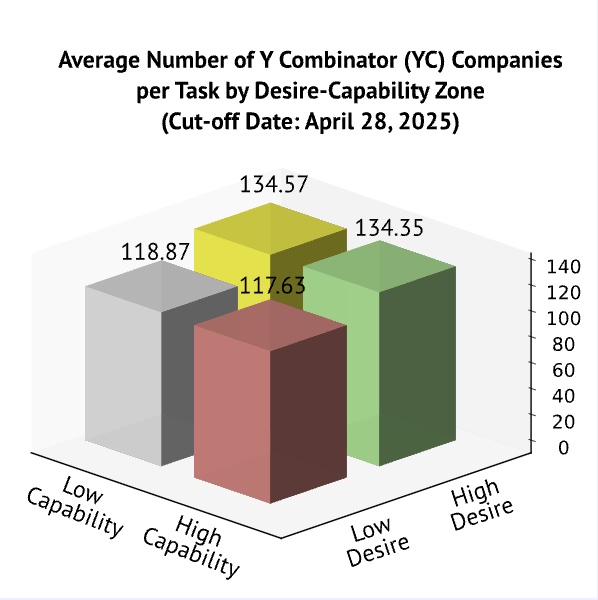 Average Number of Y Combinator (YC) Companies
per Task by Desire-Capability Zone
(Cut-off Date: April 28, 2025)
134.57
134.35
118.87
117.63
140
120
100
80
60
40
20
0
Low
Capability
High
Capability
Low
Desire
High
Desire